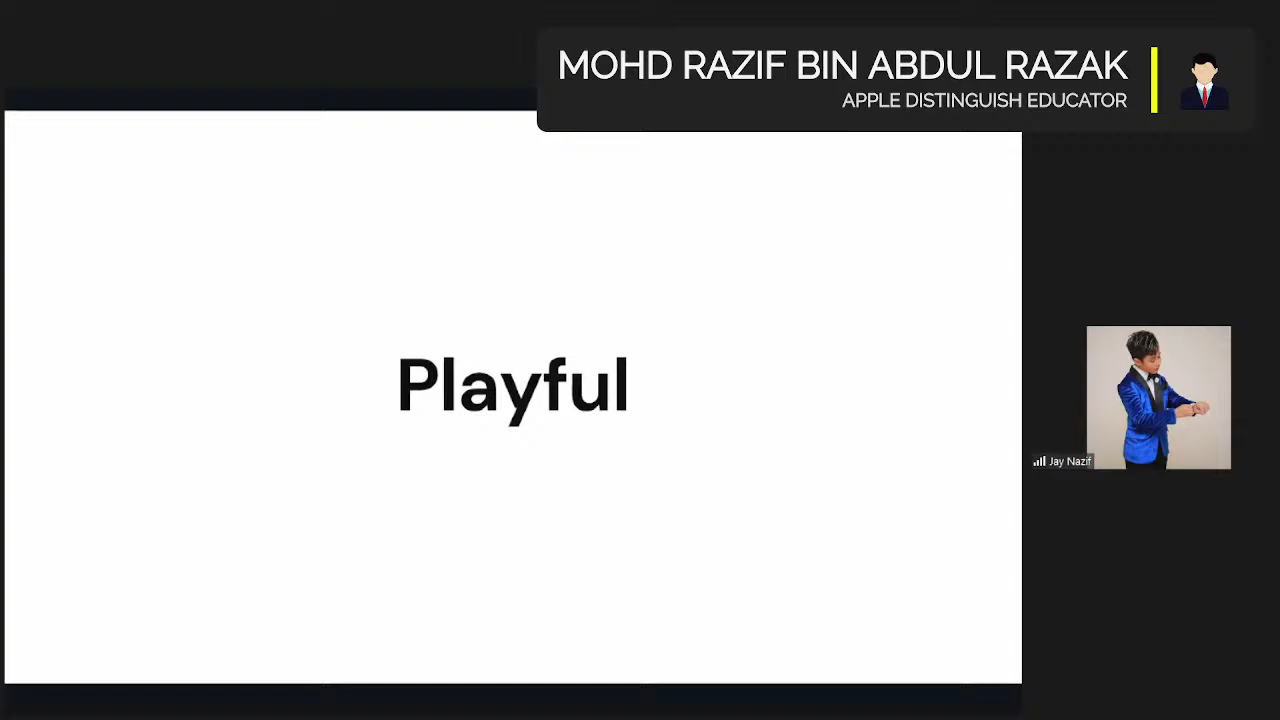 MOHD RAZIF BIN ABDUL RAZAK
APPLE DISTINGUISH EDUCATOR
Playful
Jay Nazif